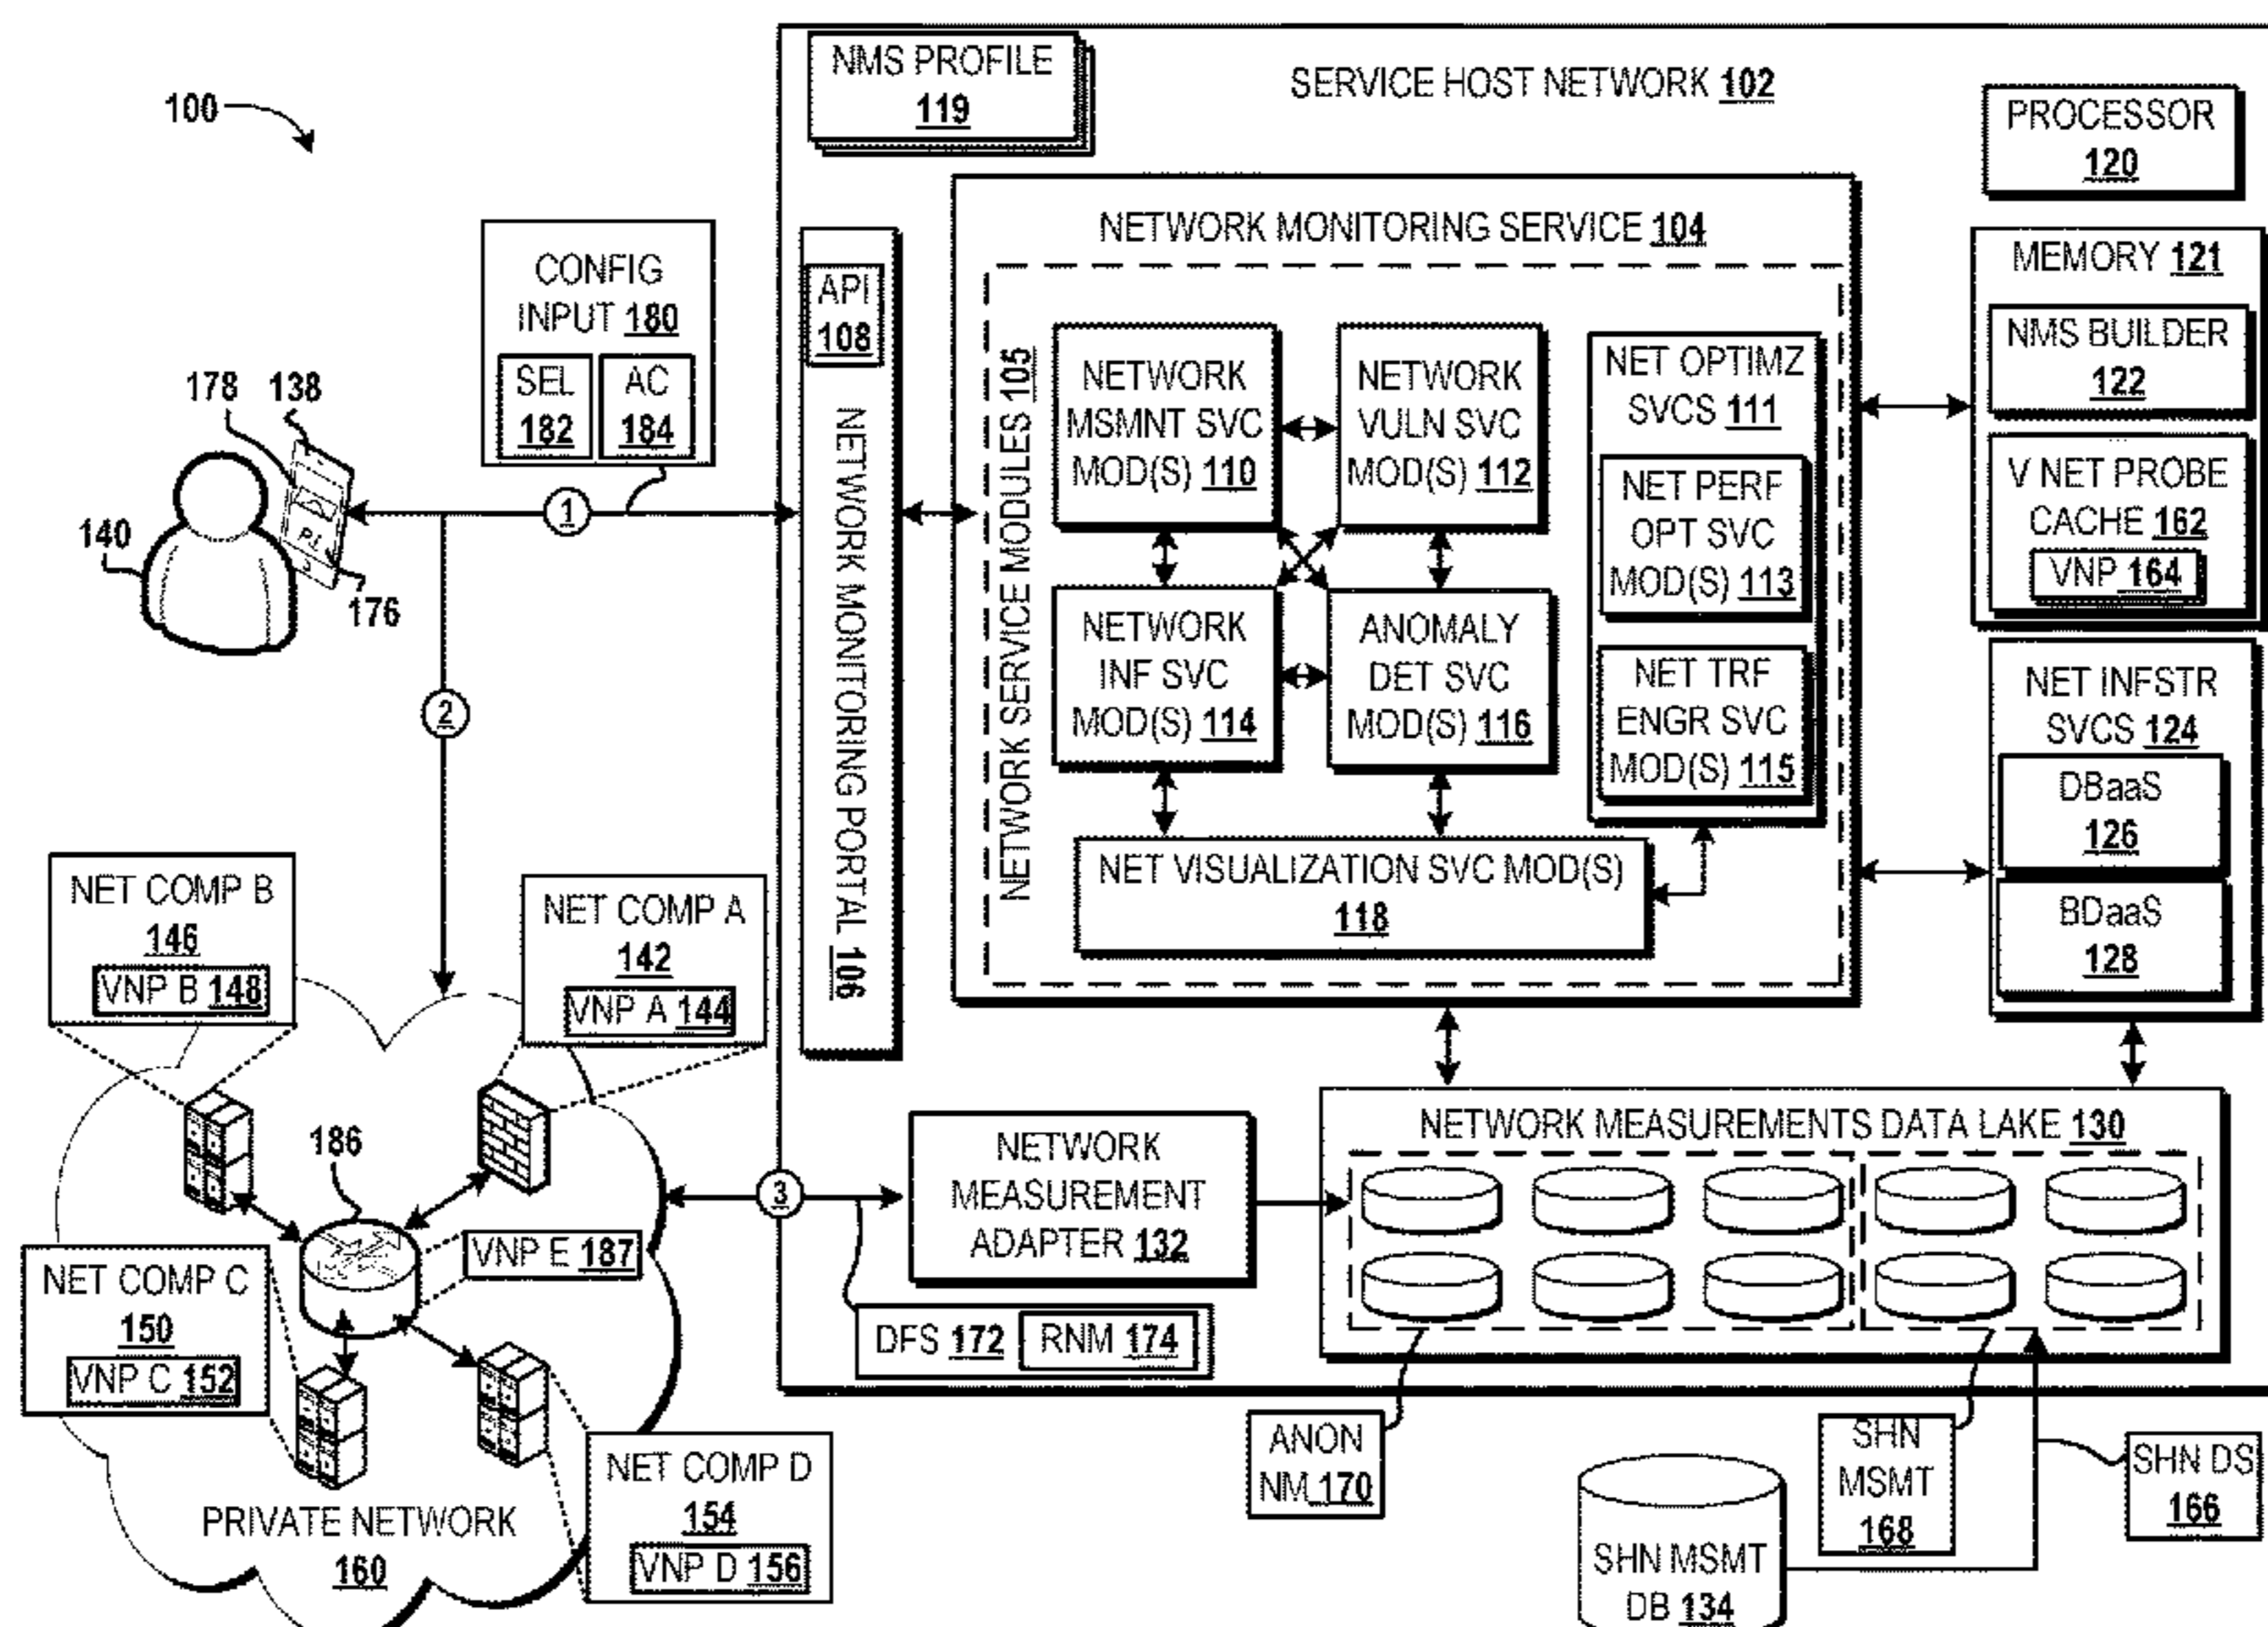 100
NMS PROFILE
119
SERVICE HOST NETWORK 102
PROCESSOR
120
CONFIG
INPUT 180
SEL
182
AC
184
API
108
NETWORK MONITORING PORTAL 106
NETWORK MONITORING SERVICE 104
NETWORK SERVICE MODULES 105
NETWORK
MSMNT SVC
MOD(S) 110
NETWORK
VULN SVC
MOD(S) 112
NET OPTIMZ
SVCS 111
NET PERF
OPT SVC
MOD(S) 113
NETWORK
INF SVC
MOD(S) 114
ANOMALY
DET SVC
MOD(S) 116
NET TRF
ENGR SVC
MOD(S) 115
NET VISUALIZATION SVC MOD(S)
118
MEMORY 121
NMS BUILDER
122
V NET PROBE
CACHE 162
VNP 164
NET INFSTR
SVCS 124
DBaaS
126
BDaaS
128
178
138
140
176
1
2
NET COMP B
146
VNP B 148
NET COMP A
142
VNP A 144
186
VNP E 187
NET COMP C
150
VNP C 152
NET COMP D
154
VNP D 156
PRIVATE NETWORK
160
3
NETWORK
MEASUREMENT
ADAPTER 132
DFS 172
RNM 174
NETWORK MEASUREMENTS DATA LAKE 130
ANON
NM 170
SHN
MSMT
168
SHN DS
166
SHN MSMT
DB 134